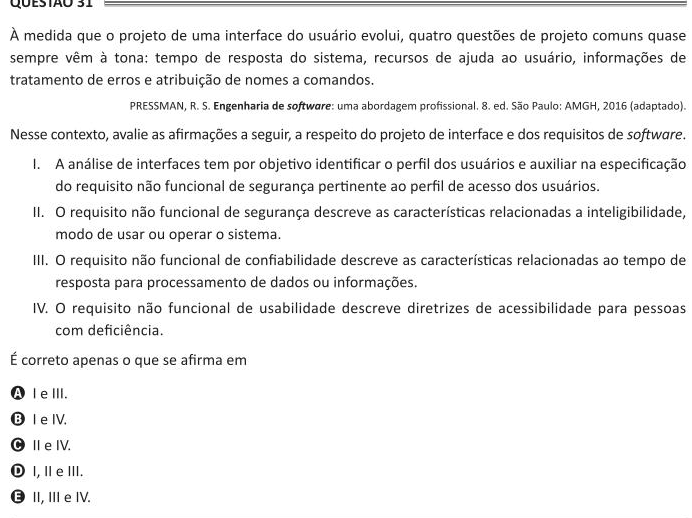 QUESTÃO 31
À medida que o projeto de uma interface do usuário evolui, quatro questões de projeto comuns quase
sempre vêm à tona: tempo de resposta do sistema, recursos de ajuda ao usuário, informações de
tratamento de erros e atribuição de nomes a comandos.
PRESSMAN, R. S. Engenharia de software: uma abordagem profissional. 8. ed. São Paulo: AMGH, 2016 (adaptado).
Nesse contexto, avalie as afirmações a seguir, a respeito do projeto de interface e dos requisitos de software.
I. A análise de interfaces tem por objetivo identificar o perfil dos usuários e auxiliar na especificação
do requisito não funcional de segurança pertinente ao perfil de acesso dos usuários.
II. O requisito não funcional de segurança descreve as características relacionadas a inteligibilidade,
modo de usar ou operar o sistema.
III. O requisito não funcional de confiabilidade descreve as características relacionadas ao tempo de
resposta para processamento de dados ou informações.
IV. O requisito não funcional de usabilidade descreve diretrizes de acessibilidade para pessoas
com deficiência.
É correto apenas o que se afirma em
A I e III.
B I e IV.
C II e IV.
D I, II e III.
E II, III e IV.